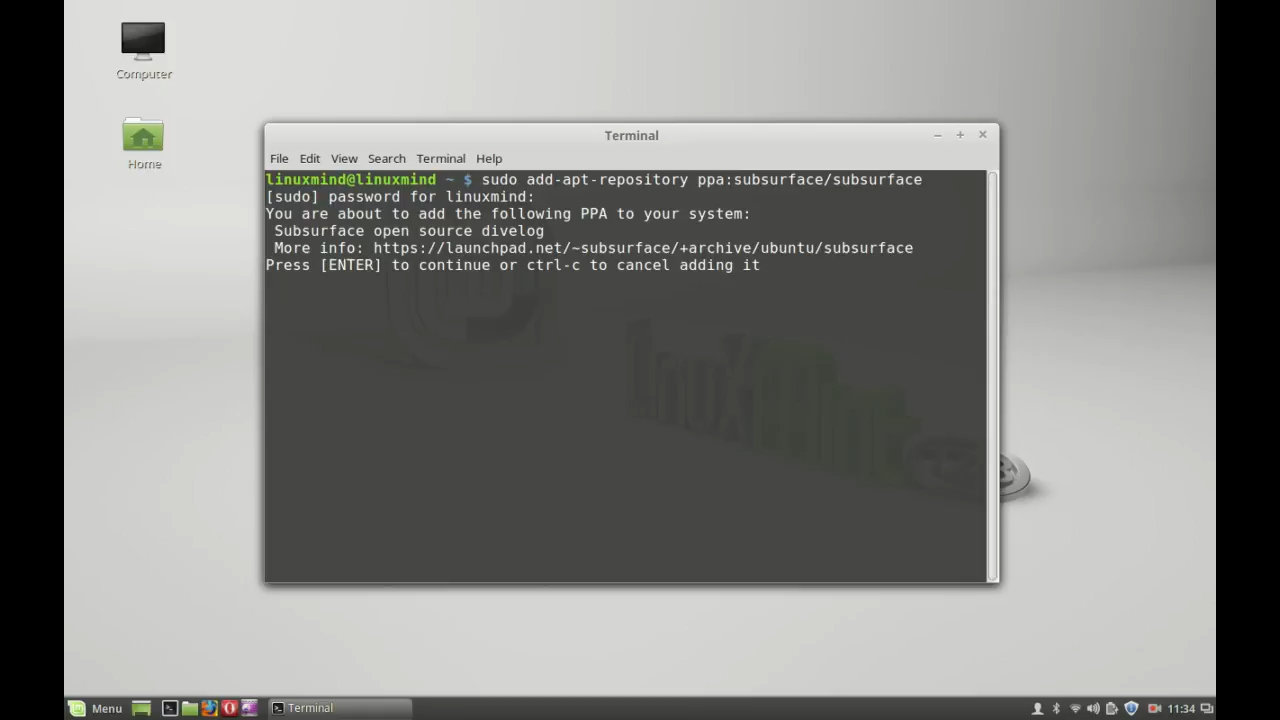 Computer
Home
Terminal
File Edit View Search Terminal Help
linuxmind@linuxmind ~ $ sudo add-apt-repository ppa:subsurface/subsurface
[sudo] password for linuxmind:
You are about to add the following PPA to your system:
Subsurface open source divelog
More info: https://launchpad.net/~subsurface/+archive/ubuntu/subsurface
Press [ENTER] to continue or ctrl-c to cancel adding it
LinuxMint
Menu Terminal 11:34